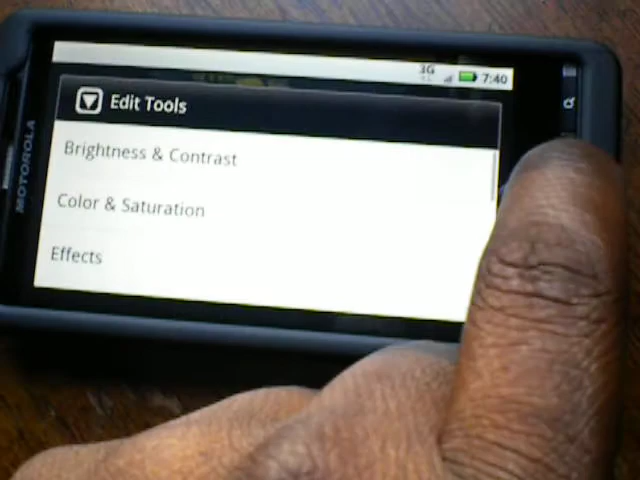 3G
7:40
Edit Tools
Brightness & Contrast
Color & Saturation
Effects
MOTOROLA